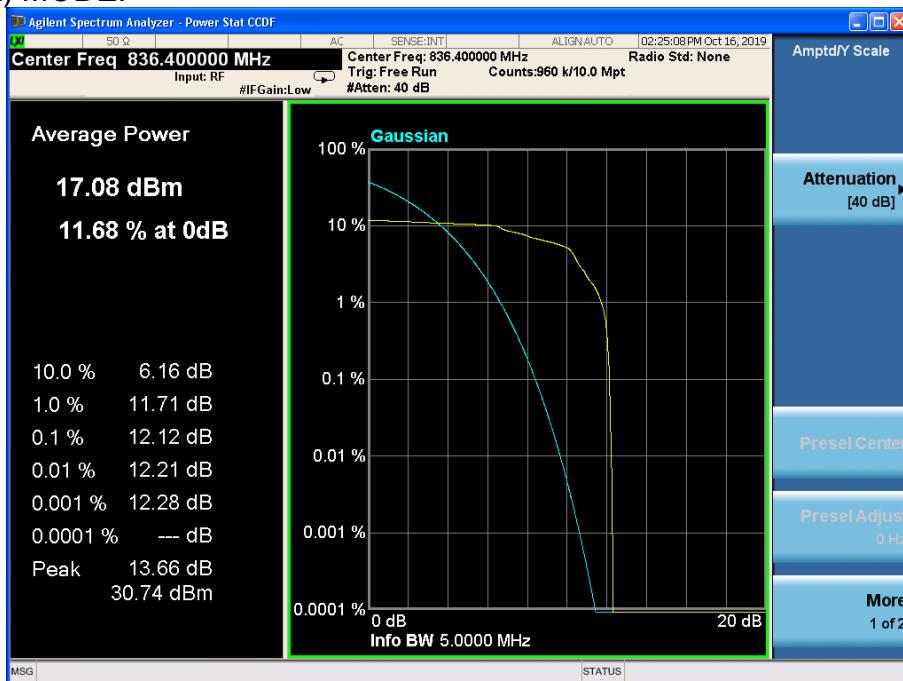 ) MODE:
Agilent Spectrum Analyzer - Power Stat CCDF
LXI 50 Ω AC SENSE:INT ALIGN AUTO 02:25:08 PM Oct 16, 2019
Center Freq 836.400000 MHz
Input: RF
#IFGain:Low
Center Freq: 836.400000 MHz
Trig: Free Run Counts:960 k/10.0 Mpt
#Atten: 40 dB
Radio Std: None
Amptd/Y Scale
Average Power
17.08 dBm
11.68 % at 0dB
10.0 % 6.16 dB
1.0 % 11.71 dB
0.1 % 12.12 dB
0.01 % 12.21 dB
0.001 % 12.28 dB
0.0001 % --- dB
Peak 13.66 dB
30.74 dBm
Gaussian
100 %
10 %
1 %
0.1 %
0.01 %
0.001 %
0.0001 %
0 dB 20 dB
Info BW 5.0000 MHz
Attenuation
[40 dB]
Presel Center
Presel Adjust
0 Hz
More
1 of 2
MSG STATUS